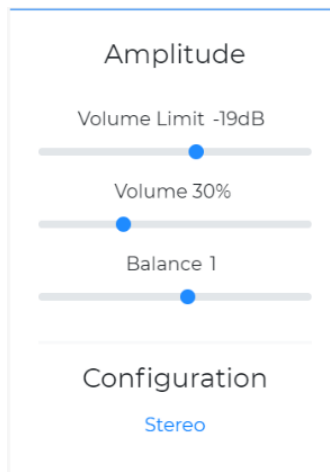 Amplitude
Volume Limit -19dB
Volume 30%
Balance 1
Configuration
Stereo